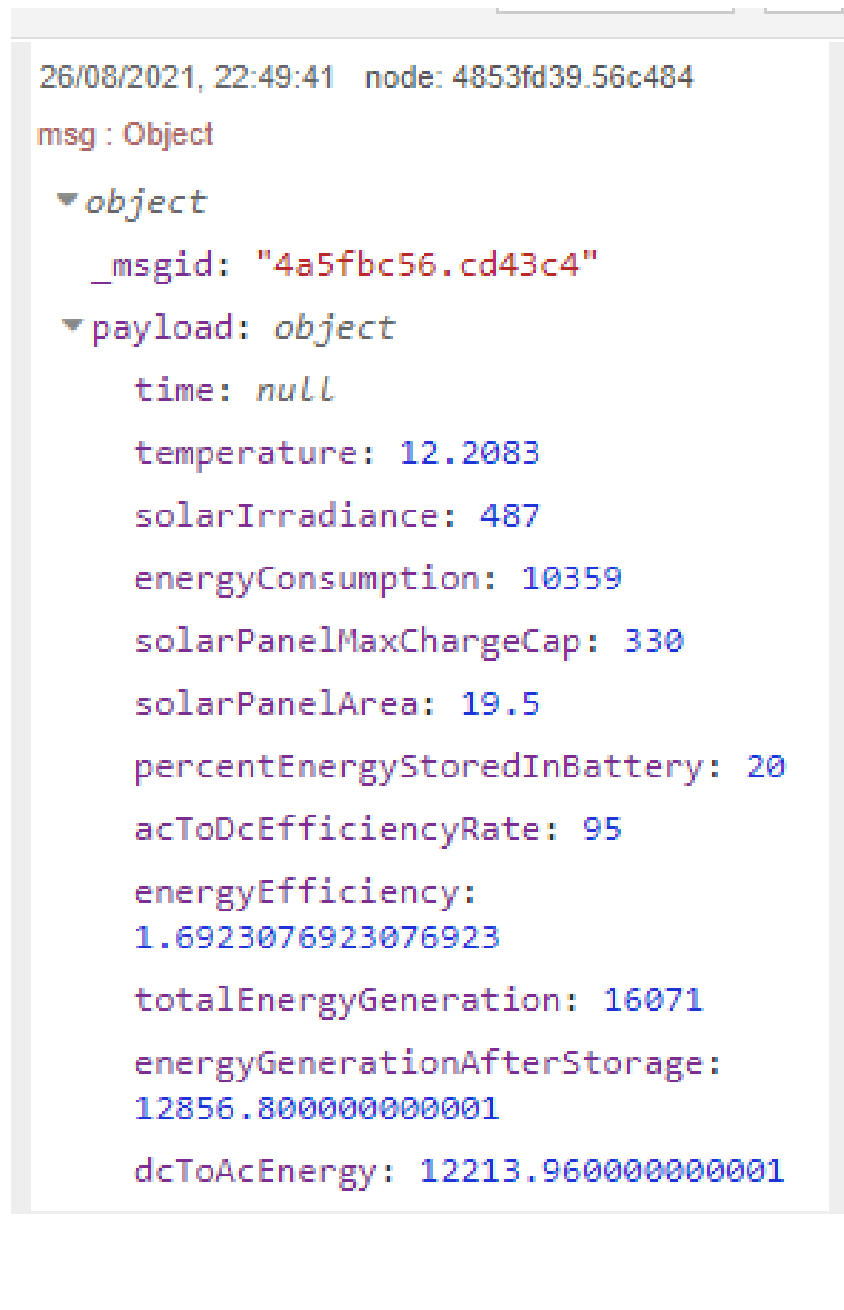 26/08/2021, 22:49:41 node: 4853fd39.56c484
msg : Object
object
_msgid: "4a5fbc56.cd43c4"
payload: object
time: null
temperature: 12.2083
solarIrradiance: 487
energyConsumption: 10359
solarPanelMaxChargeCap: 330
solarPanelArea: 19.5
percentEnergyStoredInBattery: 20
acToDcEfficiencyRate: 95
energyEfficiency:
1.6923076923076923
totalEnergyGeneration: 16071
energyGenerationAfterStorage:
12856.800000000001
dcToAcEnergy: 12213.960000000001